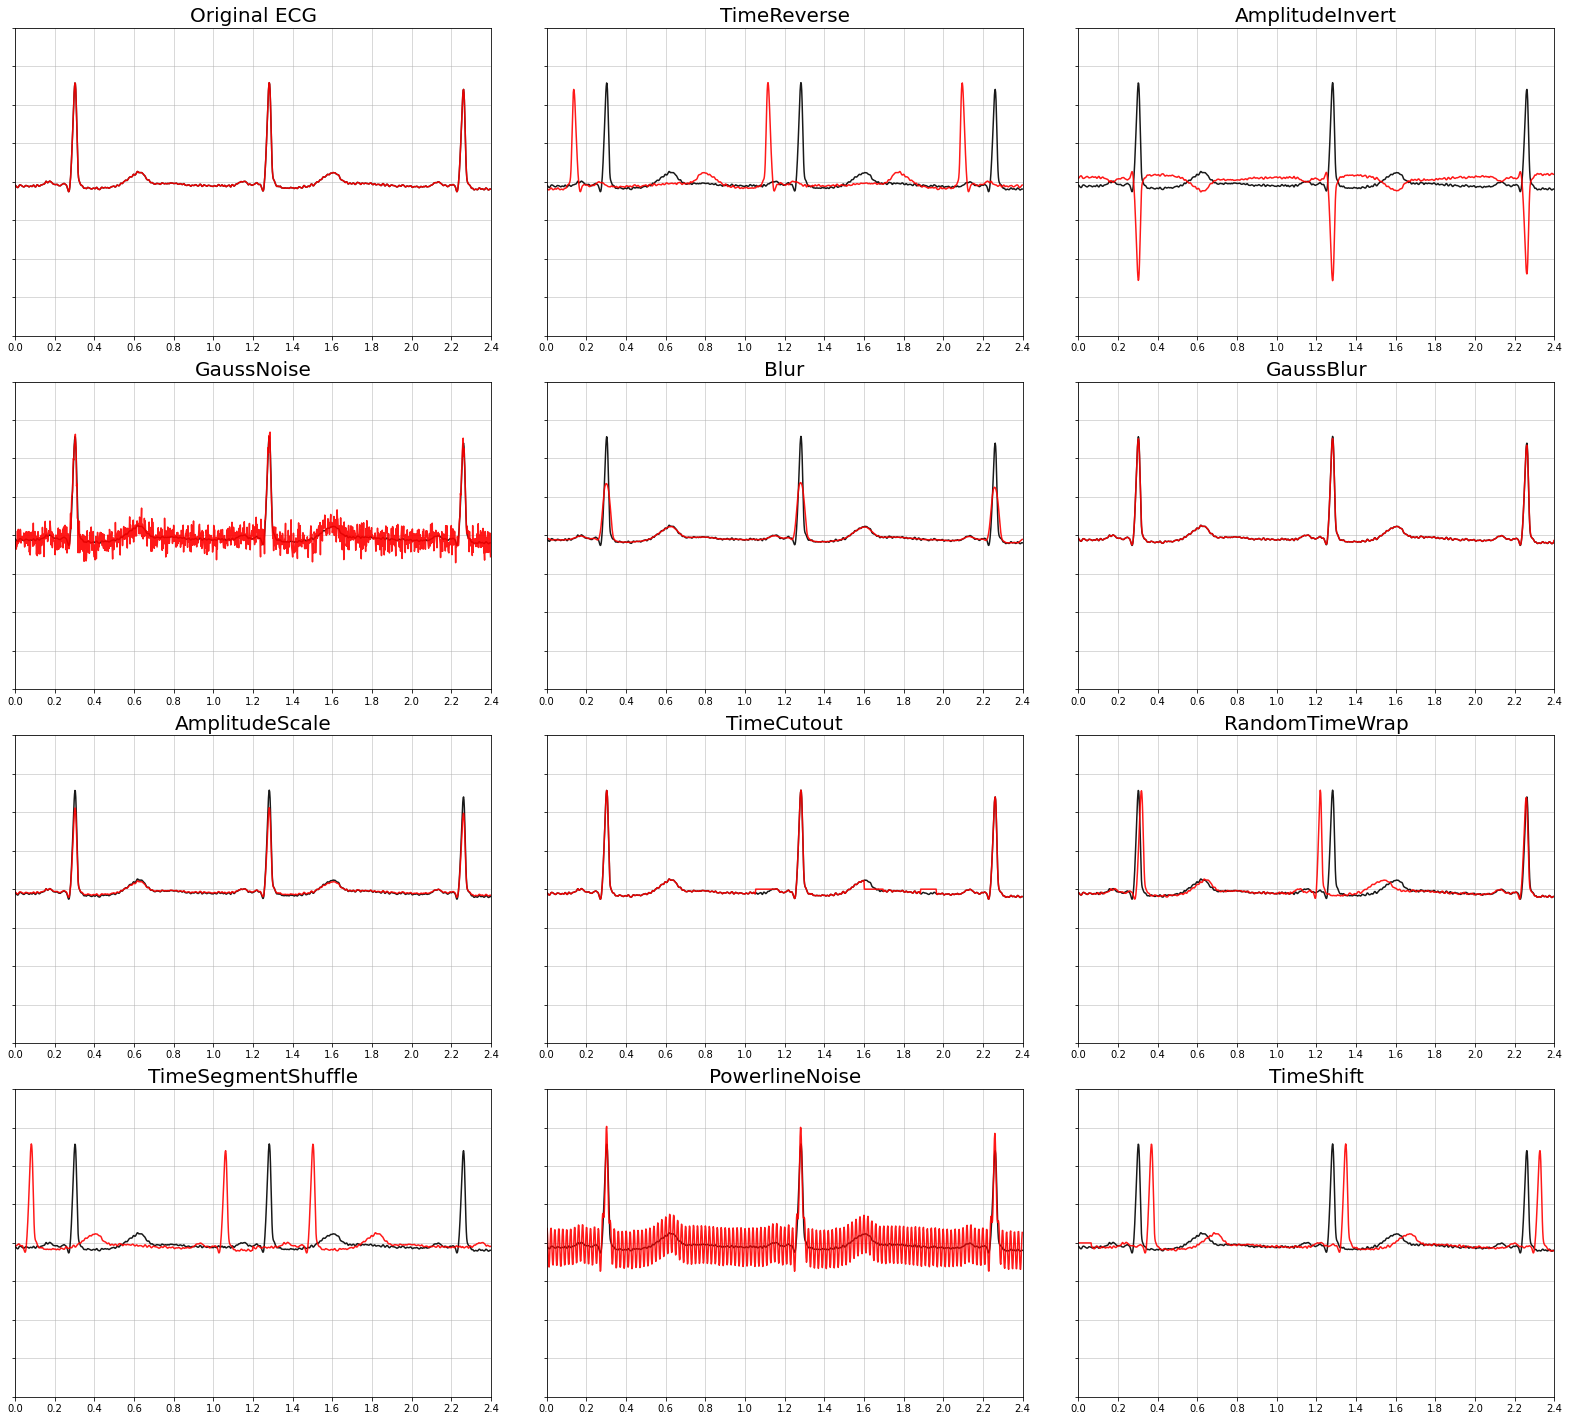 Original ECG TimeReverse AmplitudeInvert
0.0 0.2 0.4 0.6 0.8 1.0 1.2 1.4 1.6 1.8 2.0 2.2 2.4 0.0 0.2 0.4 0.6 0.8 1.0 1.2 1.4 1.6 1.8 2.0 2.2 2.4 0.0 0.2 0.4 0.6 0.8 1.0 1.2 1.4 1.6 1.8 2.0 2.2 2.4
GaussNoise Blur GaussBlur
0.0 0.2 0.4 0.6 0.8 1.0 1.2 1.4 1.6 1.8 2.0 2.2 2.4 0.0 0.2 0.4 0.6 0.8 1.0 1.2 1.4 1.6 1.8 2.0 2.2 2.4 0.0 0.2 0.4 0.6 0.8 1.0 1.2 1.4 1.6 1.8 2.0 2.2 2.4
AmplitudeScale TimeCutout RandomTimeWrap
0.0 0.2 0.4 0.6 0.8 1.0 1.2 1.4 1.6 1.8 2.0 2.2 2.4 0.0 0.2 0.4 0.6 0.8 1.0 1.2 1.4 1.6 1.8 2.0 2.2 2.4 0.0 0.2 0.4 0.6 0.8 1.0 1.2 1.4 1.6 1.8 2.0 2.2 2.4
TimeSegmentShuffle PowerlineNoise TimeShift
0.0 0.2 0.4 0.6 0.8 1.0 1.2 1.4 1.6 1.8 2.0 2.2 2.4 0.0 0.2 0.4 0.6 0.8 1.0 1.2 1.4 1.6 1.8 2.0 2.2 2.4 0.0 0.2 0.4 0.6 0.8 1.0 1.2 1.4 1.6 1.8 2.0 2.2 2.4